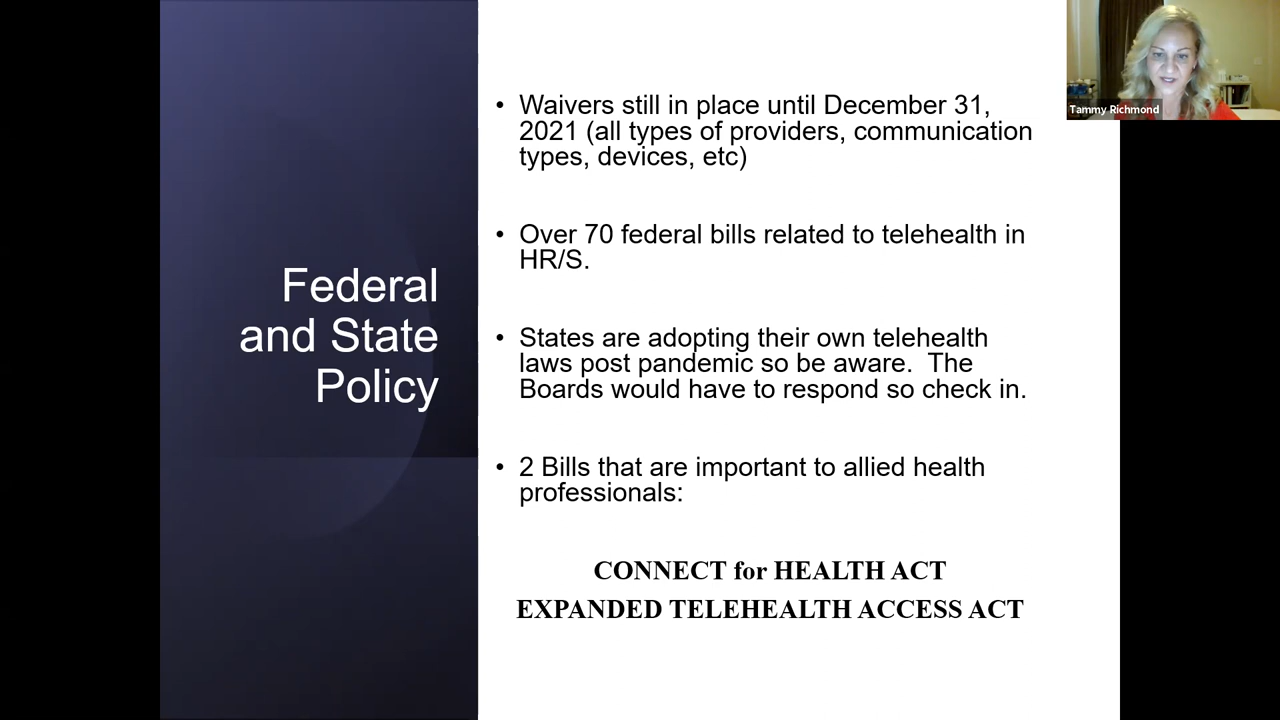 Federal
and State
Policy
• Waivers still in place until December 31,
2021 (all types of providers, communication
types, devices, etc)
• Over 70 federal bills related to telehealth in
HR/S.
• States are adopting their own telehealth
laws post pandemic so be aware.  The
Boards would have to respond so check in.
• 2 Bills that are important to allied health
professionals:
CONNECT for HEALTH ACT
EXPANDED TELEHEALTH ACCESS ACT
Tammy Richmond